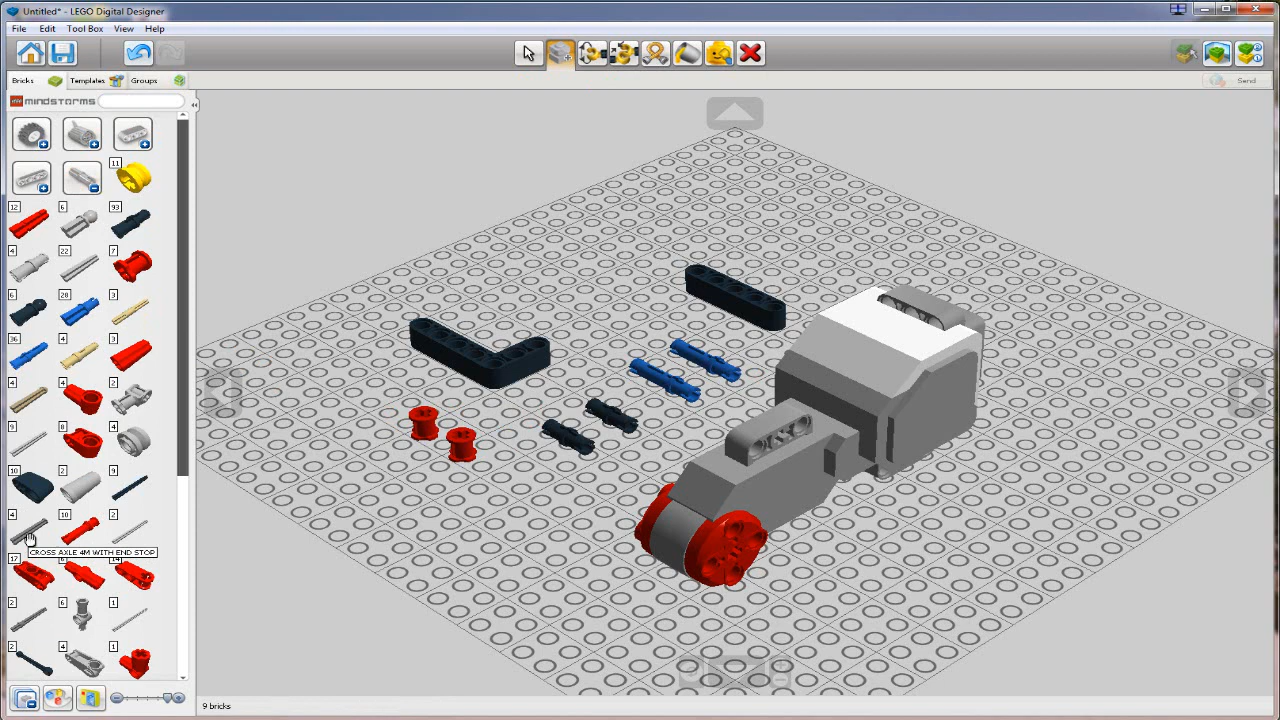 Untitled* - LEGO Digital Designer
File Edit Tool Box View Help
Bricks Templates Groups Send
mindstorms
11
12 6 93
4 22 7
6 28 3
36 4 3
4 4 2
9 8 4
10 2 9
4 10 2
CROSS AXLE 4M WITH END STOP
17 6 14
2 6 1
2 4 1
9 bricks